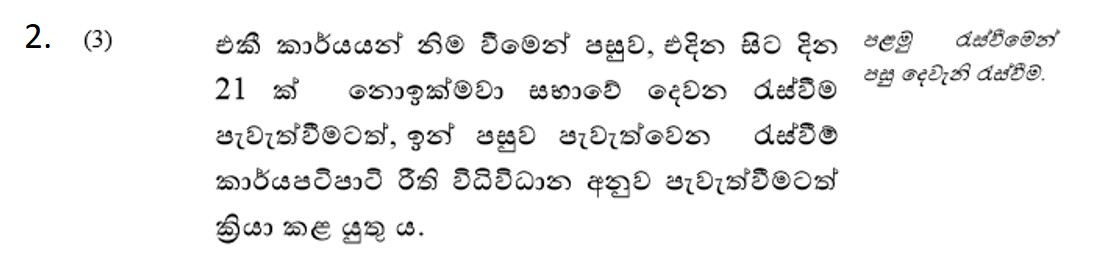 2. (3) එකී කාර්යයන් නිම වීමෙන් පසුව, එදින සිට දින
21 ක් නොඉක්මවා සභාවේ දෙවන රැස්වීම
පැවැත්වීමටත්, ඉන් පසුව පැවැත්වෙන රැස්වීම්
කාර්යපටිපාටි රීති විධිවිධාන අනුව පැවැත්වීමටත්
ක්‍රියා කළ යුතු ය.
පළමු රැස්වීමෙන්
පසු දෙවැනි රැස්වීම.